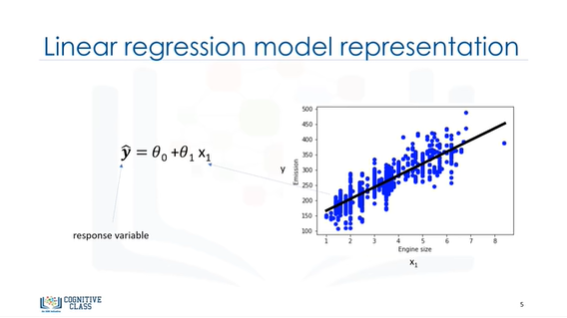 Linear regression model representation
ŷ = θ0 +θ1 x1
response variable
500
450
400
350
300
250
200
150
100
y
Emission
1 2 3 4 5 6 7 8
Engine size
x1
COGNITIVE
CLASS
5